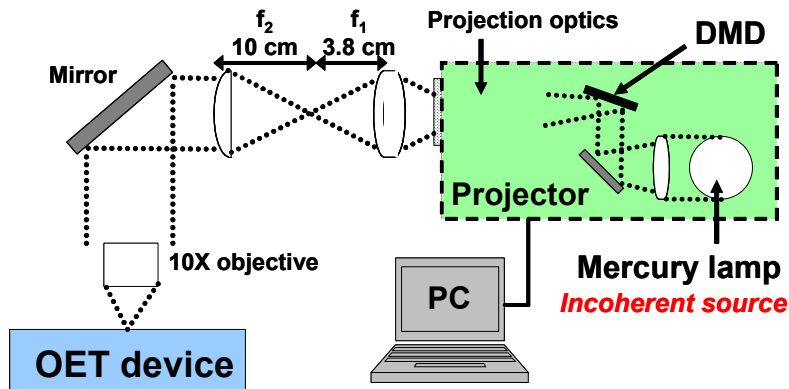 f₂
10 cm
f₁
3.8 cm
Projection optics
DMD
Mirror
Projector
10X objective
Mercury lamp
Incoherent source
PC
OET device